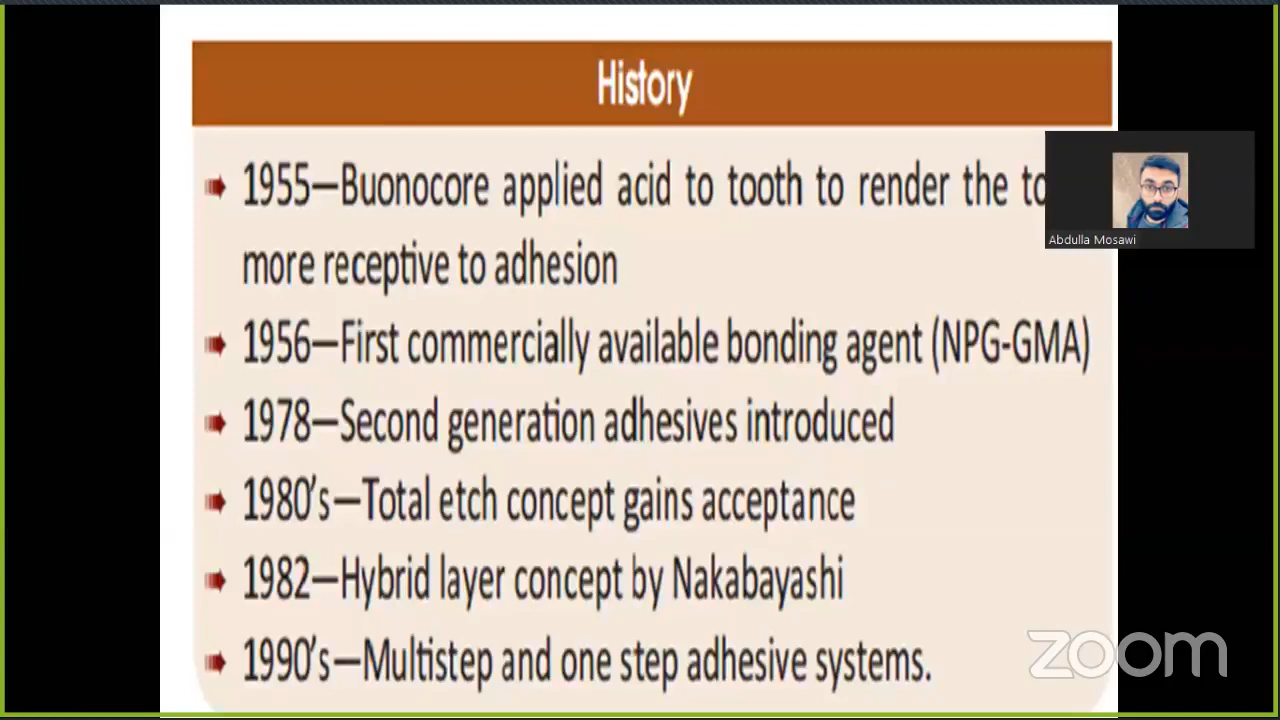 History
1955—Buonocore applied acid to tooth to render the
more receptive to adhesion
1956—First commercially available bonding agent (NPG-GMA)
1978—Second generation adhesives introduced
1980's—Total etch concept gains acceptance
1982—Hybrid layer concept by Nakabayashi
1990's—Multistep and one step adhesive systems.
Abdulla Mosawi
zoom